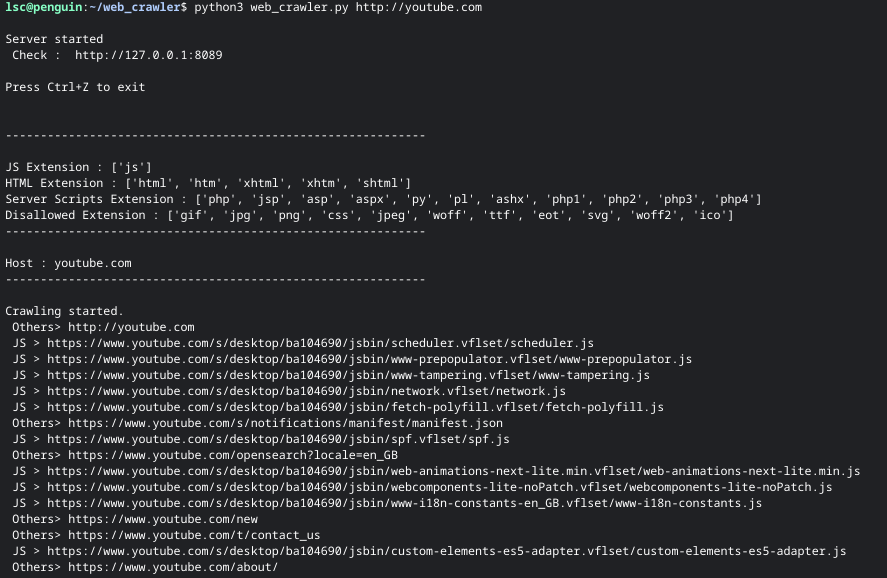 lsc@penguin:~/web_crawler$ python3 web_crawler.py http://youtube.com
Server started
Check :  http://127.0.0.1:8089
Press Ctrl+Z to exit
------------------------------------------------------------
JS Extension : ['js']
HTML Extension : ['html', 'htm', 'xhtml', 'xhtm', 'shtml']
Server Scripts Extension : ['php', 'jsp', 'asp', 'aspx', 'py', 'pl', 'ashx', 'php1', 'php2', 'php3', 'php4']
Disallowed Extension : ['gif', 'jpg', 'png', 'css', 'jpeg', 'woff', 'ttf', 'eot', 'svg', 'woff2', 'ico']
------------------------------------------------------------
Host : youtube.com
------------------------------------------------------------
Crawling started.
Others> http://youtube.com
JS > https://www.youtube.com/s/desktop/ba104690/jsbin/scheduler.vflset/scheduler.js
JS > https://www.youtube.com/s/desktop/ba104690/jsbin/www-prepopulator.vflset/www-prepopulator.js
JS > https://www.youtube.com/s/desktop/ba104690/jsbin/www-tampering.vflset/www-tampering.js
JS > https://www.youtube.com/s/desktop/ba104690/jsbin/network.vflset/network.js
JS > https://www.youtube.com/s/desktop/ba104690/jsbin/fetch-polyfill.vflset/fetch-polyfill.js
Others> https://www.youtube.com/s/notifications/manifest/manifest.json
JS > https://www.youtube.com/s/desktop/ba104690/jsbin/spf.vflset/spf.js
Others> https://www.youtube.com/opensearch?locale=en_GB
JS > https://www.youtube.com/s/desktop/ba104690/jsbin/web-animations-next-lite.min.vflset/web-animations-next-lite.min.js
JS > https://www.youtube.com/s/desktop/ba104690/jsbin/webcomponents-lite-noPatch.vflset/webcomponents-lite-noPatch.js
JS > https://www.youtube.com/s/desktop/ba104690/jsbin/www-i18n-constants-en_GB.vflset/www-i18n-constants.js
Others> https://www.youtube.com/new
Others> https://www.youtube.com/t/contact_us
JS > https://www.youtube.com/s/desktop/ba104690/jsbin/custom-elements-es5-adapter.vflset/custom-elements-es5-adapter.js
Others> https://www.youtube.com/about/